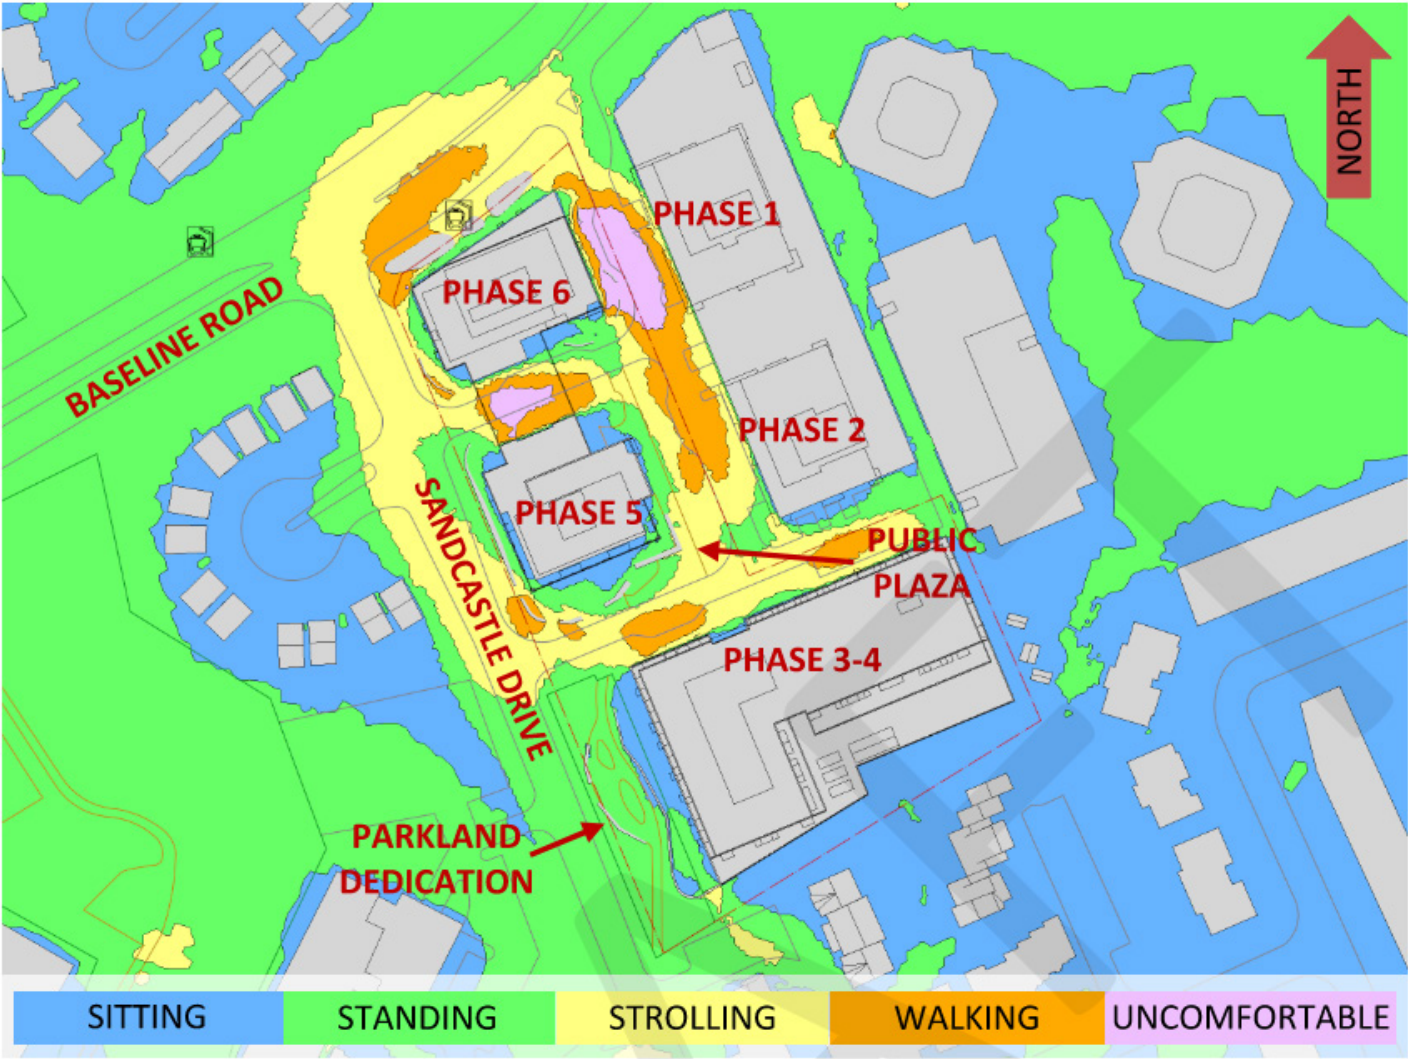 NORTH
PHASE 1
PHASE 6
BASELINE ROAD
PHASE 2
PHASE 5
SANDCASTLE DRIVE
PUBLIC
PLAZA
PHASE 3-4
PARKLAND
DEDICATION
SITTING
STANDING
STROLLING
WALKING
UNCOMFORTABLE